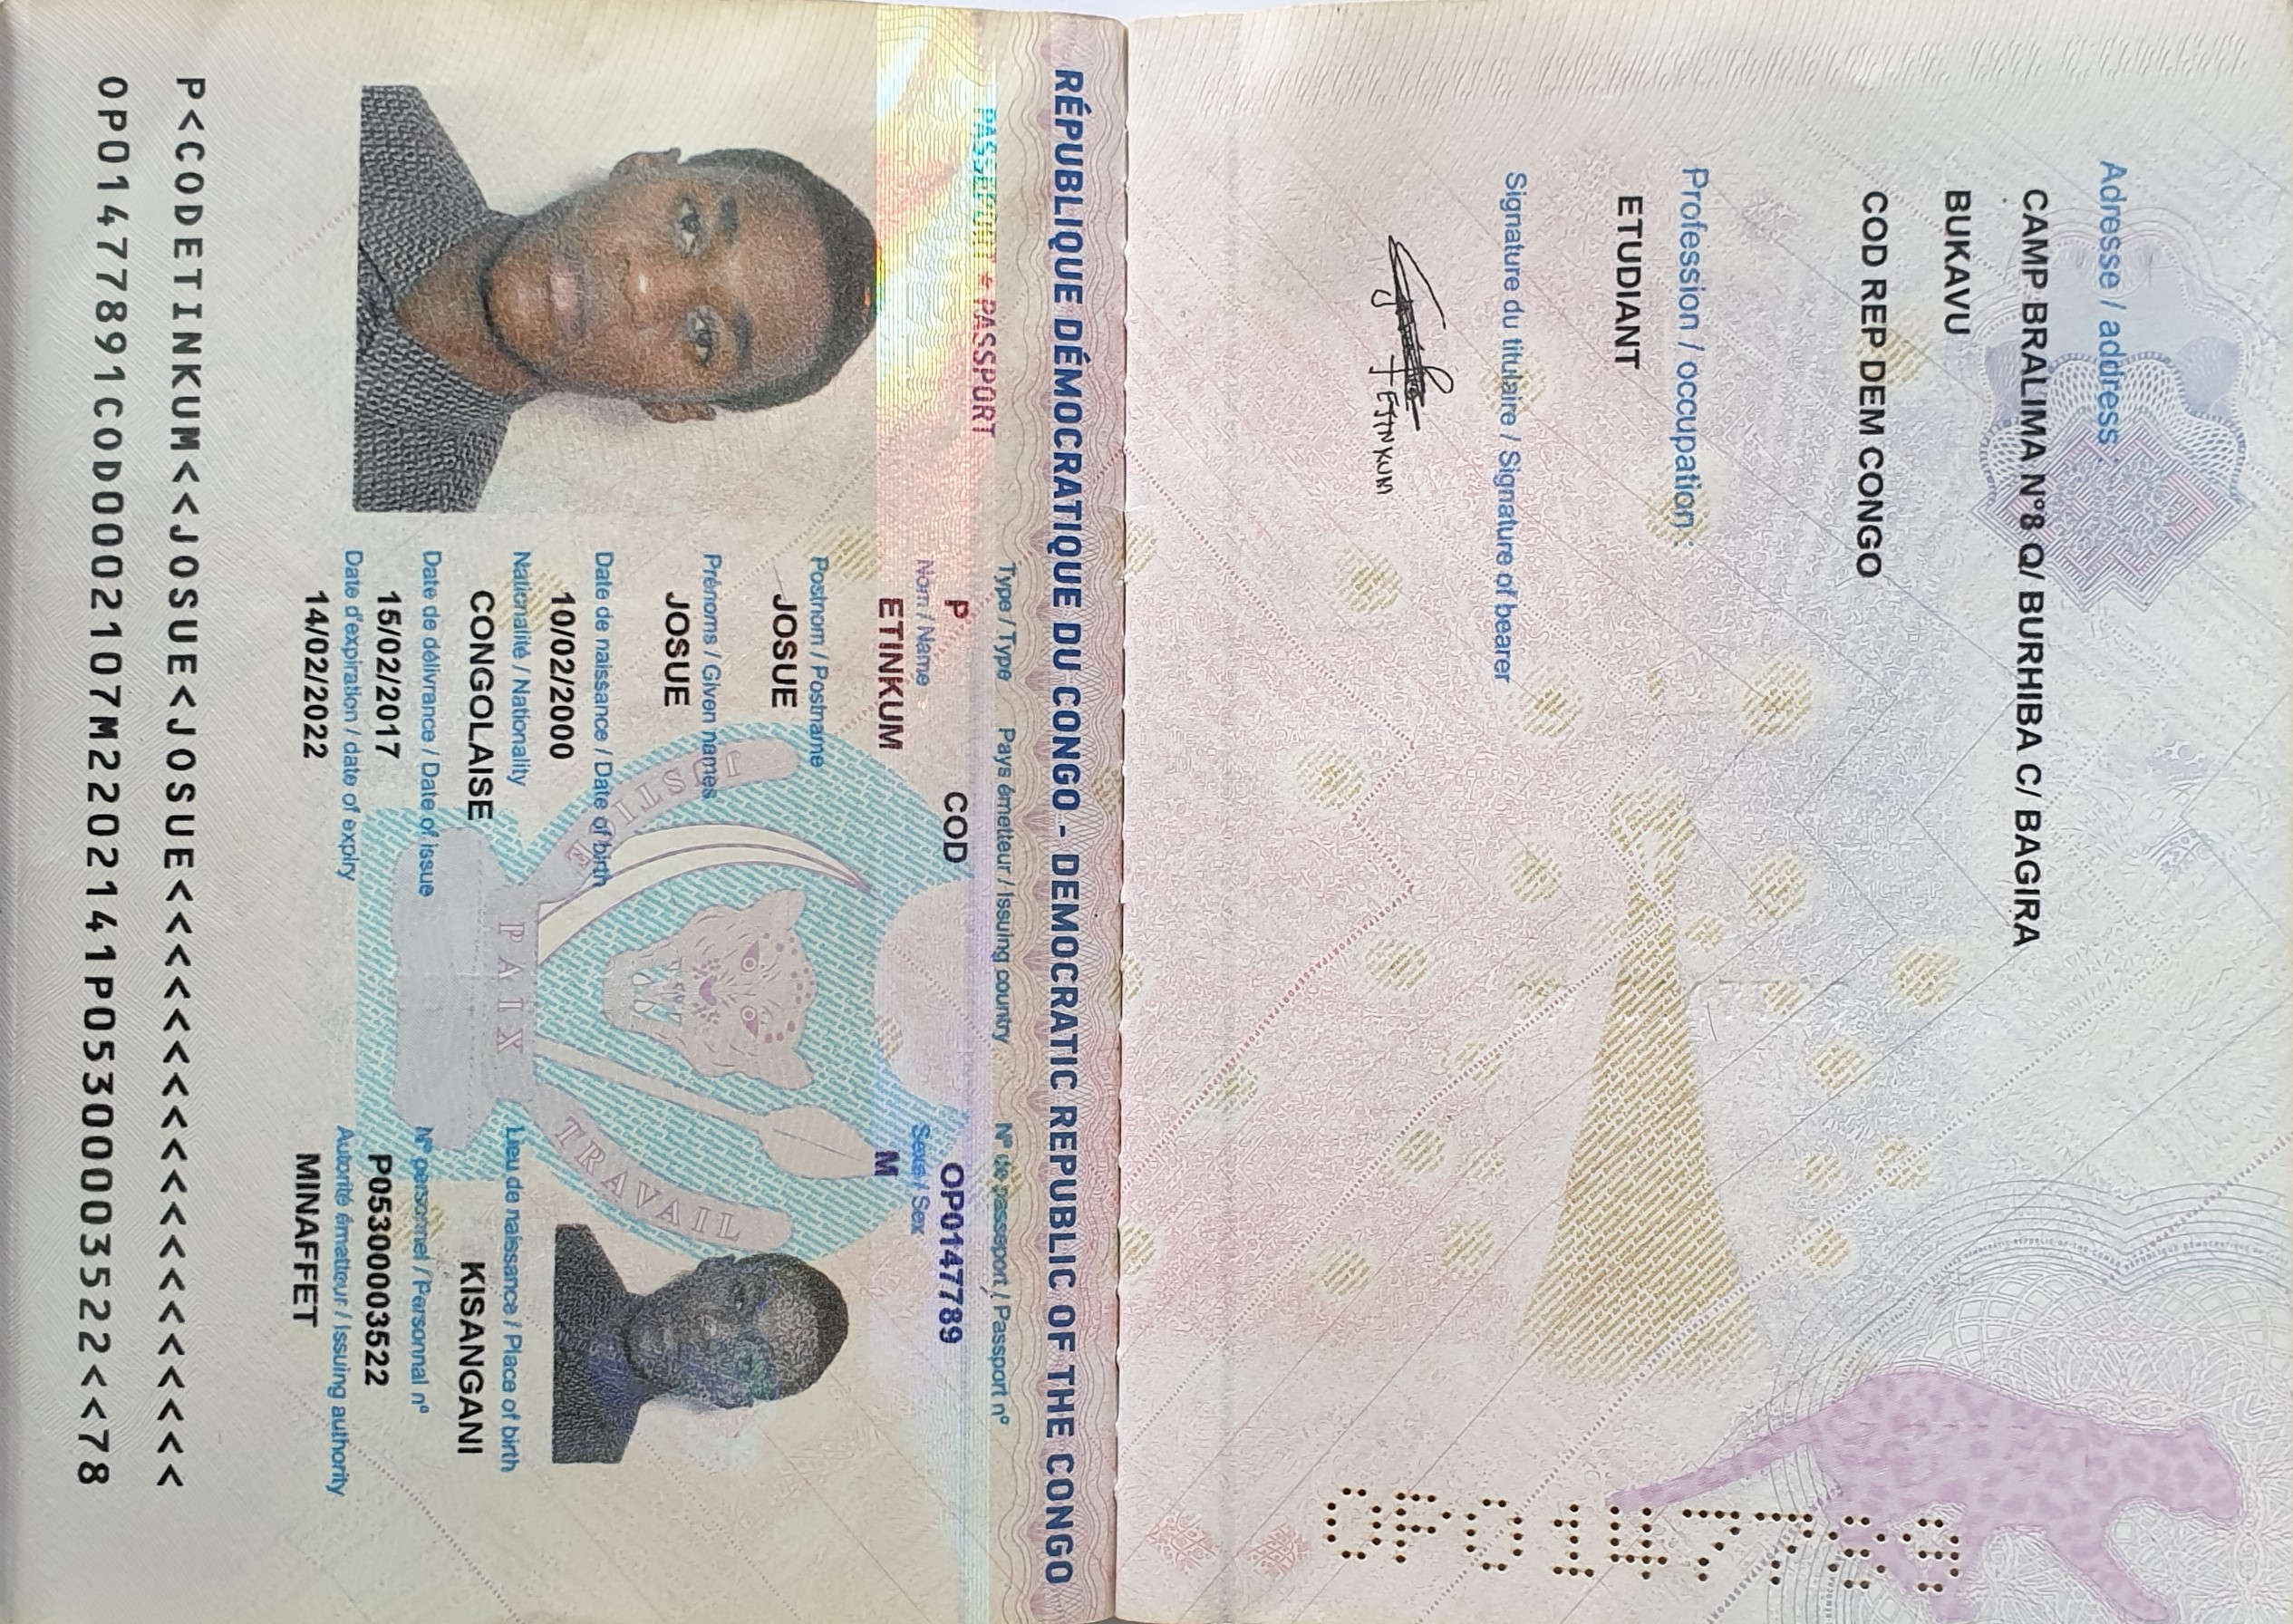 Adresse / address
CAMP BRALIMA N°8 Q/ BURHIBA C/ BAGIRA
BUKAVU
COD REP DEM CONGO
Profession / occupation
ETUDIANT
Signature du titulaire / Signature of bearer
ETINKUM
OP0147789
RÉPUBLIQUE DÉMOCRATIQUE DU CONGO - DEMOCRATIC REPUBLIC OF THE CONGO
PASSEPORT * PASSPORT
Type / Type Pays émetteur / Issuing country N° de passeport / Passport n°
P COD OP0147789
Nom / Name Sexe / Sex
ETINKUM M
Postnom / Postname
JOSUE
Prénoms / Given names
JOSUE
Date de naissance / Date of birth
10/02/2000
Nationalité / Nationality Lieu de naissance / Place of birth
CONGOLAISE KISANGANI
Date de délivrance / Date of issue N° personnel / Personnal n°
15/02/2017 P0530003522
Date d'expiration / date of expiry Autorité émetteur / Issuing authority
14/02/2022 MINAFFET
JUSTICE
PAIX
TRAVAIL
P<CODETINKUM<<JOSUE<JOSUE<<<<<<<<<<<<<<<<<<<
OP01477891COD0002107M2202141P0530003522<<78